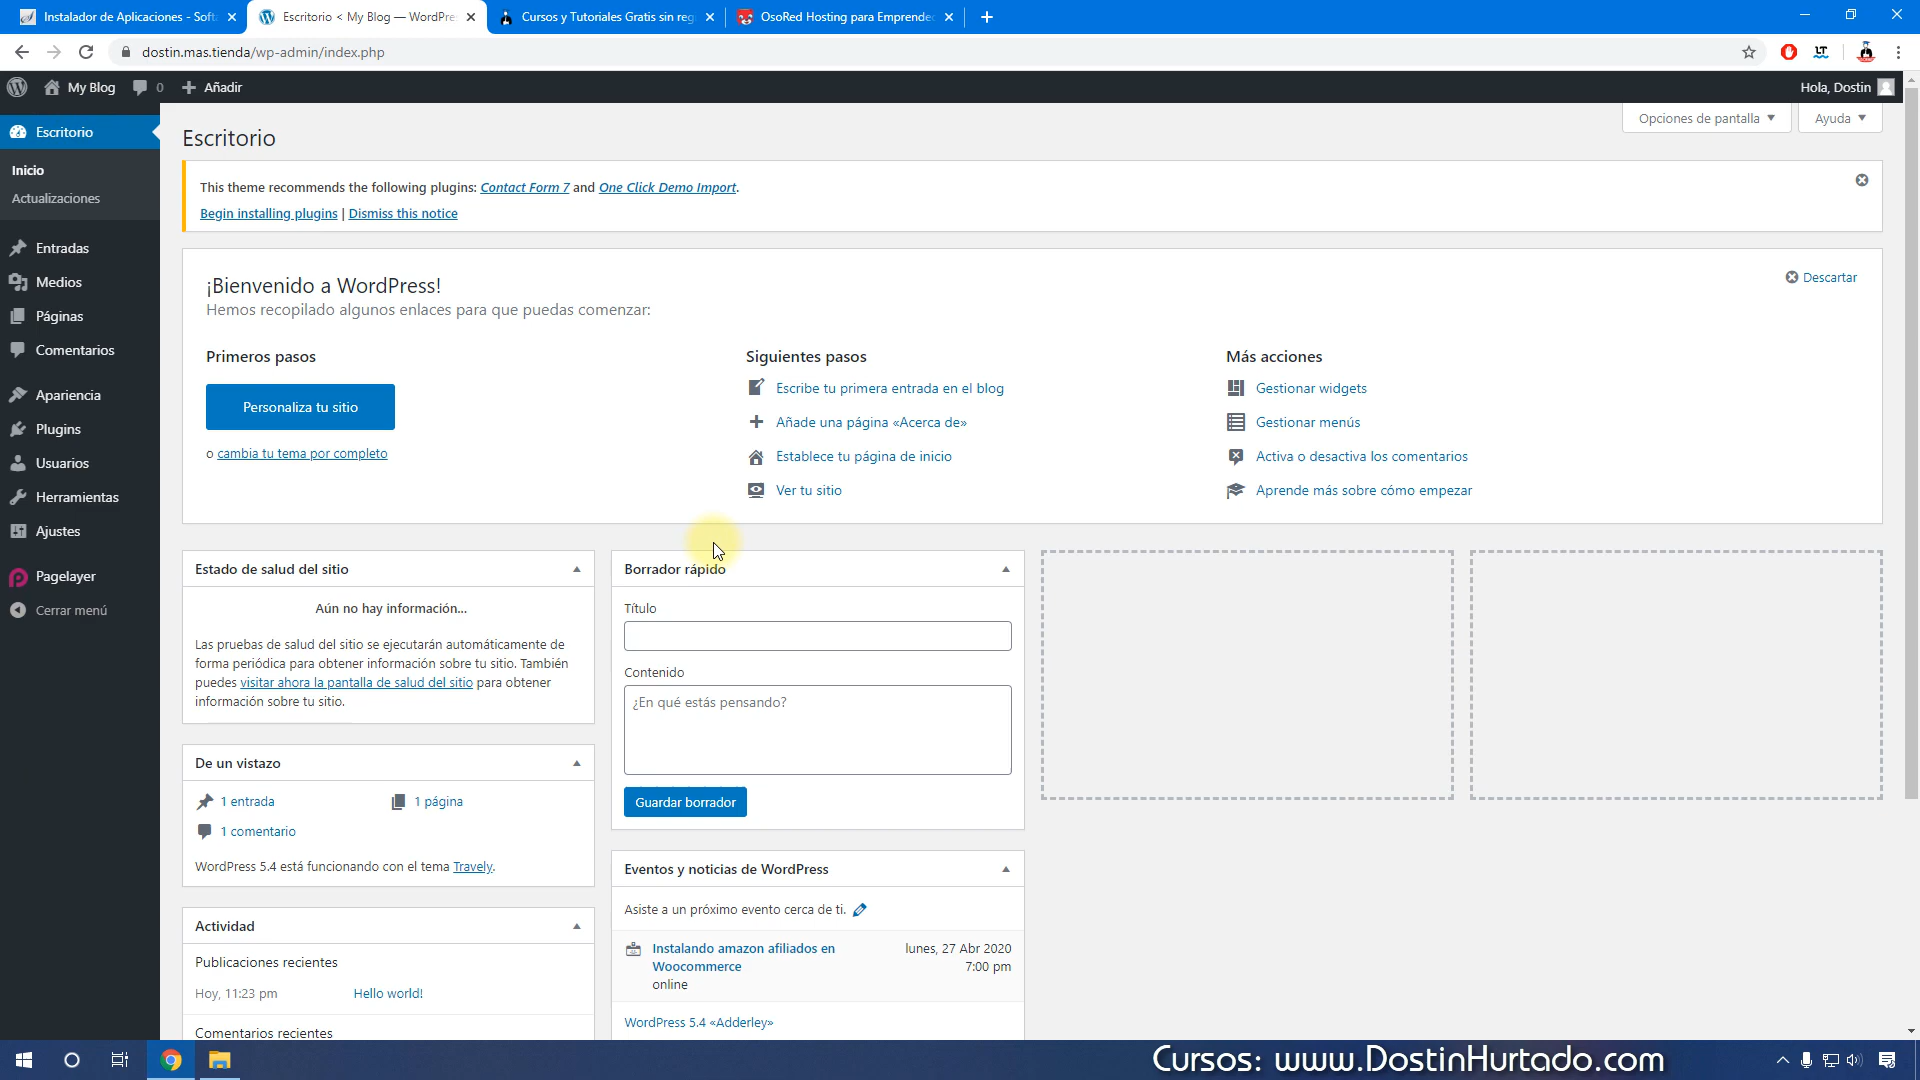 Instalador de Aplicaciones - Soft
Escritorio < My Blog — WordPre
Cursos y Tutoriales Gratis sin reg
OsoRed Hosting para Emprended
dostin.mas.tienda/wp-admin/index.php
My Blog
0
Añadir
Hola, Dostin
Escritorio
Inicio
Actualizaciones
Entradas
Medios
Páginas
Comentarios
Apariencia
Plugins
Usuarios
Herramientas
Ajustes
Pagelayer
Cerrar menú
Opciones de pantalla
Ayuda
Escritorio
This theme recommends the following plugins: Contact Form 7 and One Click Demo Import.
Begin installing plugins | Dismiss this notice
¡Bienvenido a WordPress!
Hemos recopilado algunos enlaces para que puedas comenzar:
Descartar
Primeros pasos
Personaliza tu sitio
o cambia tu tema por completo
Siguientes pasos
Escribe tu primera entrada en el blog
Añade una página «Acerca de»
Establece tu página de inicio
Ver tu sitio
Más acciones
Gestionar widgets
Gestionar menús
Activa o desactiva los comentarios
Aprende más sobre cómo empezar
Estado de salud del sitio
Aún no hay información...
Las pruebas de salud del sitio se ejecutarán automáticamente de
forma periódica para obtener información sobre tu sitio. También
puedes visitar ahora la pantalla de salud del sitio para obtener
información sobre tu sitio.
De un vistazo
1 entrada
1 página
1 comentario
WordPress 5.4 está funcionando con el tema Travely.
Actividad
Publicaciones recientes
Hoy, 11:23 pm
Hello world!
Comentarios recientes
Borrador rápido
Título
Contenido
¿En qué estás pensando?
Guardar borrador
Eventos y noticias de WordPress
Asiste a un próximo evento cerca de ti.
Instalando amazon afiliados en
Woocommerce
online
lunes, 27 Abr 2020
7:00 pm
WordPress 5.4 «Adderley»
Cursos: www.DostinHurtado.com